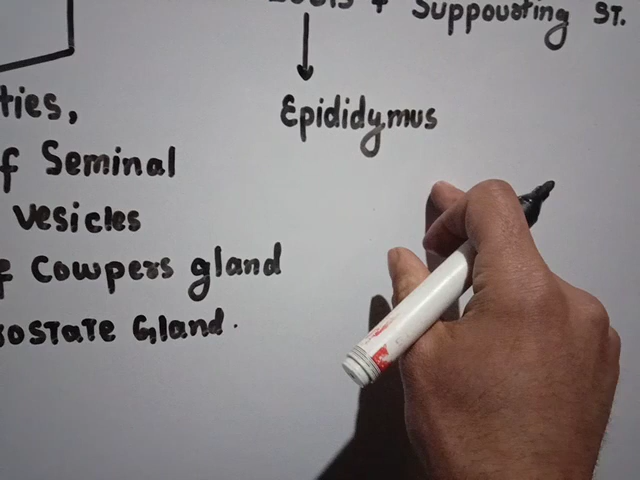 + Suppousting ST.
Epididymus
ties,
f Seminal
vesicles
Cowpers gland
ostate Gland.